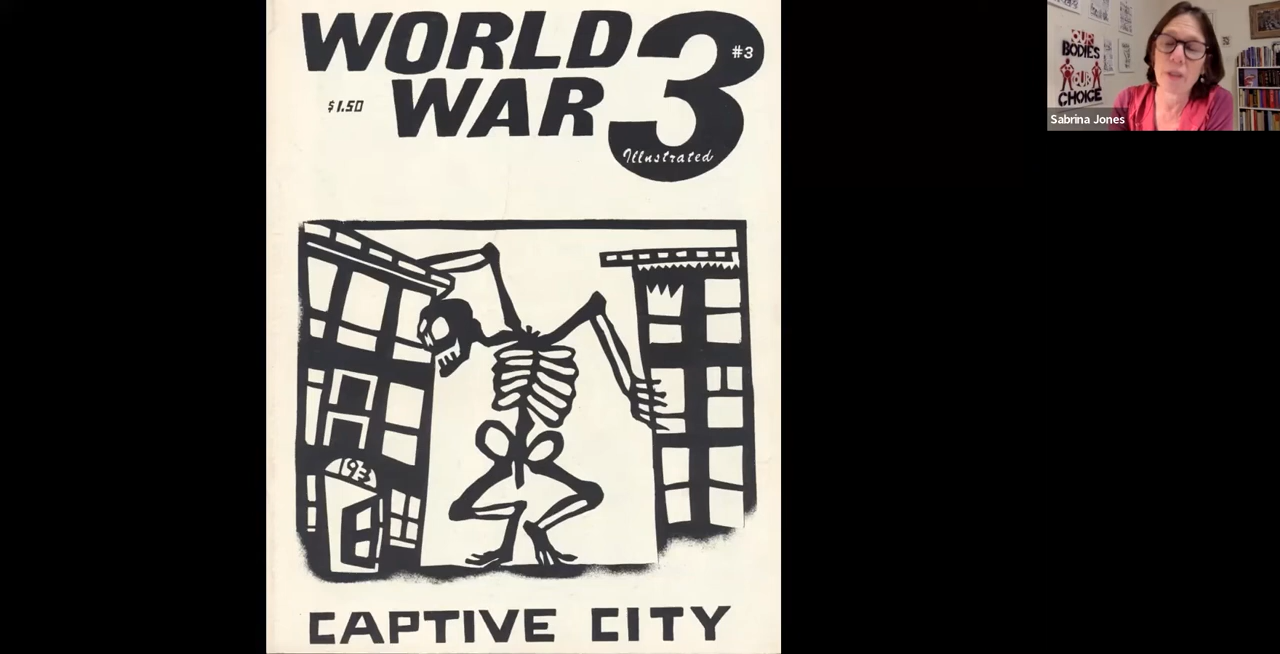 WORLD
WAR
3
#3
$1.50
Illustrated
193
CAPTIVE CITY
OUR
BODIES
OUR
CHOICE
Sabrina Jones